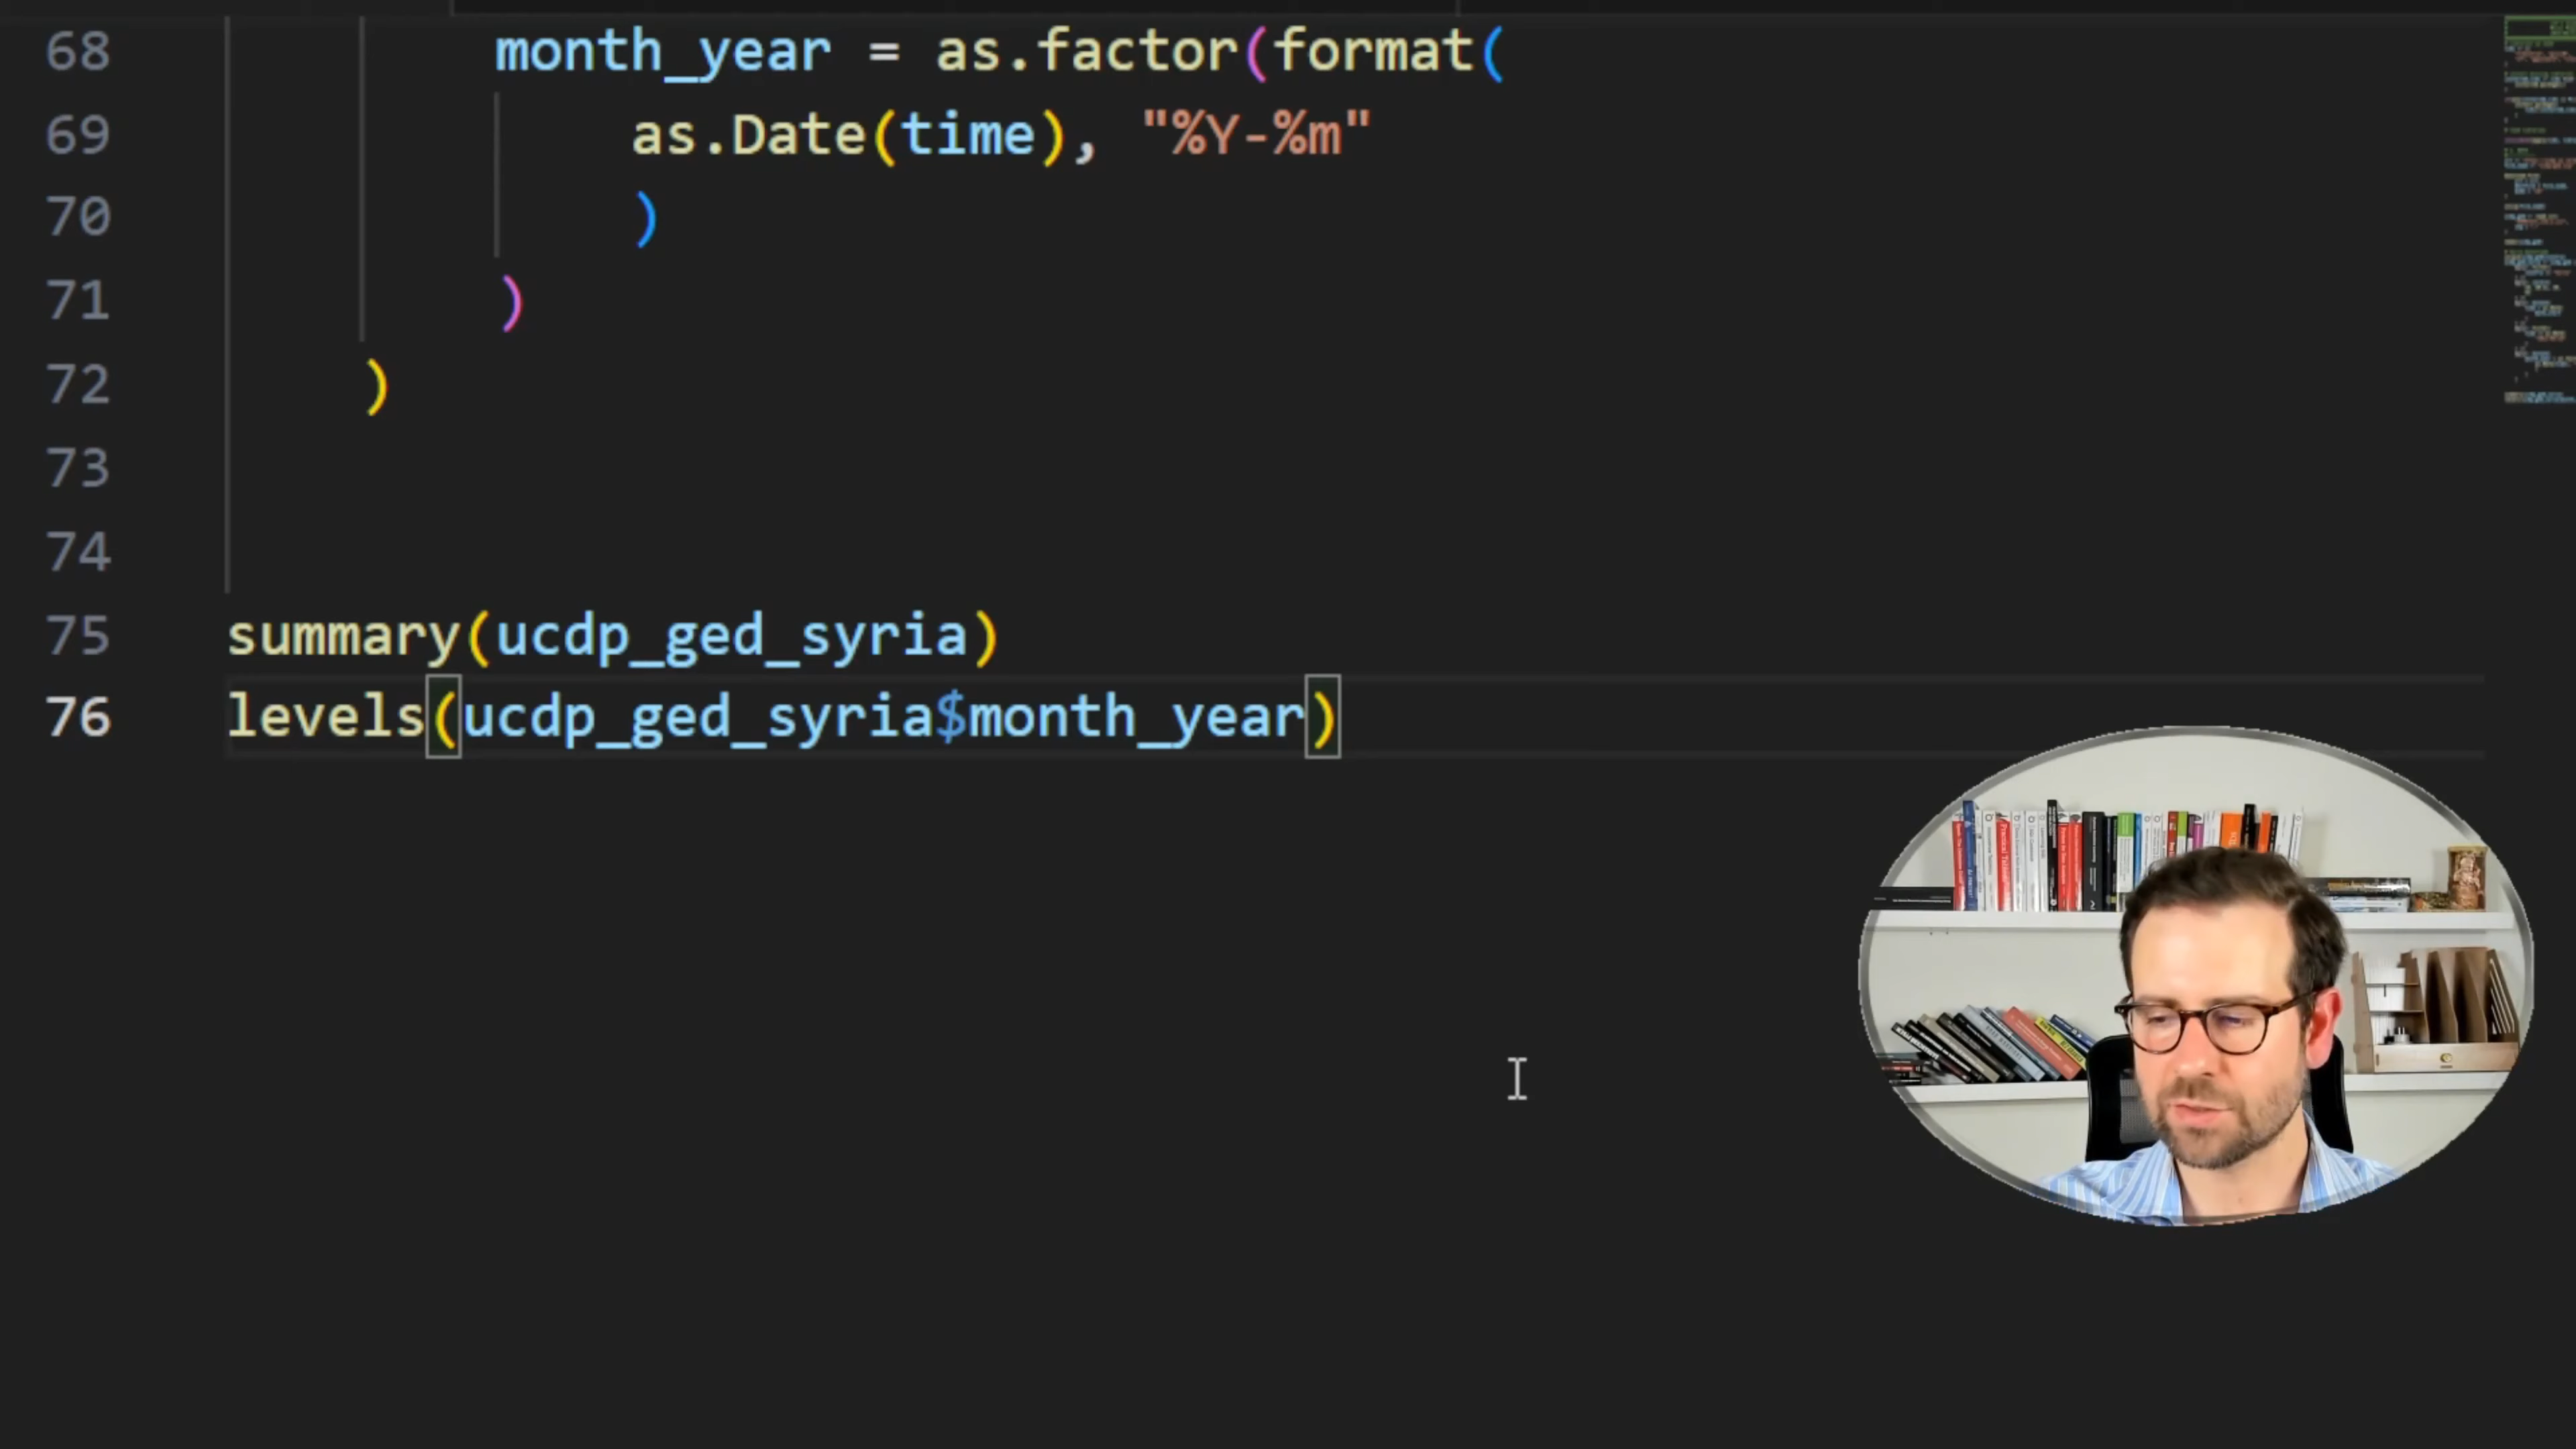 68 month_year = as.factor(format(
69 as.Date(time), "%Y-%m"
70 )
71 )
72 )
73
74
75 summary(ucdp_ged_syria)
76 levels(ucdp_ged_syria$month_year)